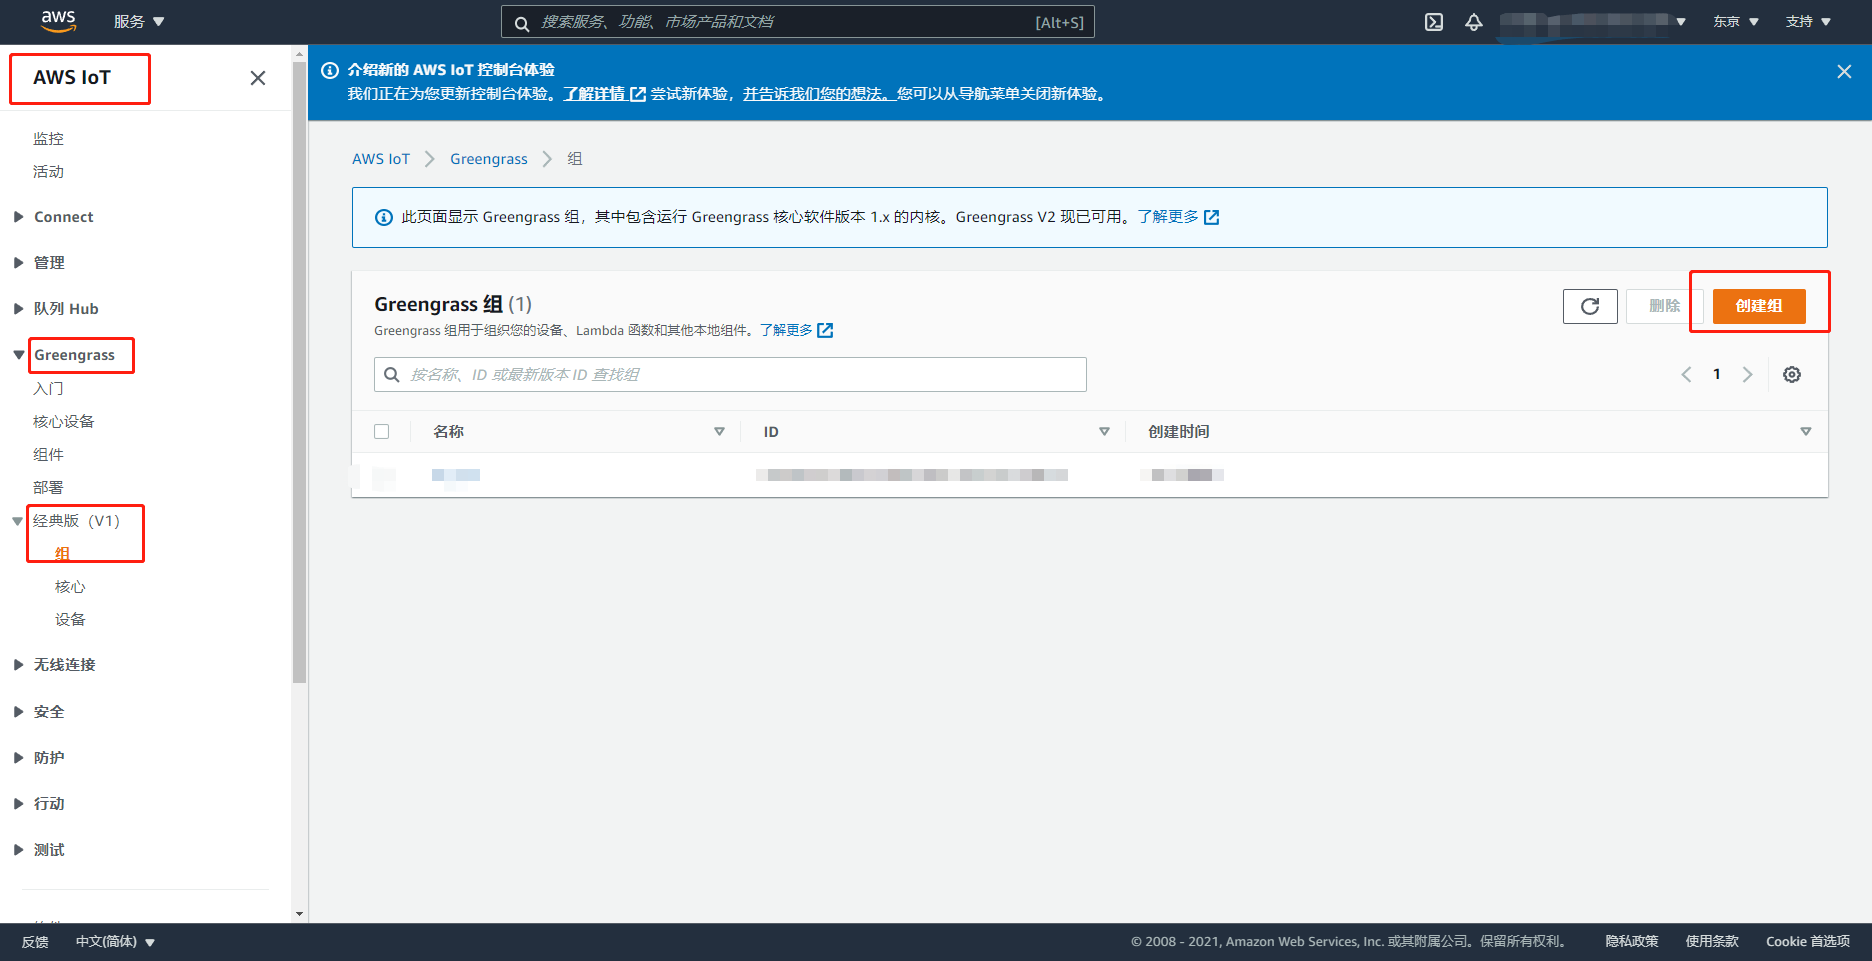 aws
服务
搜索服务、功能、市场产品和文档
[Alt+S]
东京
支持
AWS IoT
监控
活动
Connect
管理
队列 Hub
Greengrass
入门
核心设备
组件
部署
经典版（V1）
组
核心
设备
无线连接
安全
防护
行动
测试
介绍新的 AWS IoT 控制台体验
我们正在为您更新控制台体验。了解详情 尝试新体验，并告诉我们您的想法。您可以从导航菜单关闭新体验。
AWS IoT
Greengrass
组
此页面显示 Greengrass 组，其中包含运行 Greengrass 核心软件版本 1.x 的内核。Greengrass V2 现已可用。了解更多
Greengrass 组 (1)
Greengrass 组用于组织您的设备、Lambda 函数和其他本地组件。了解更多
删除
创建组
按名称、ID 或最新版本 ID 查找组
1
名称
ID
创建时间
反馈
中文(简体)
© 2008 - 2021, Amazon Web Services, Inc. 或其附属公司。保留所有权利。
隐私政策
使用条款
Cookie 首选项